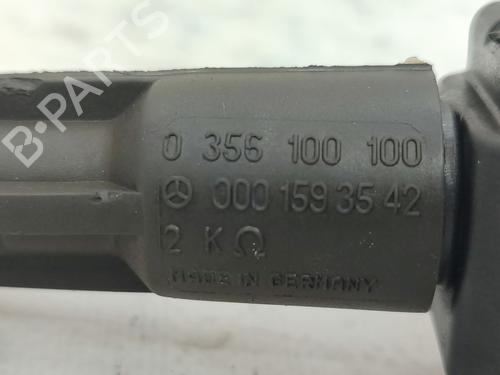 B-PARTS
0 356 100 100
000 159 35 42
2 KΩ
MADE IN GERMANY